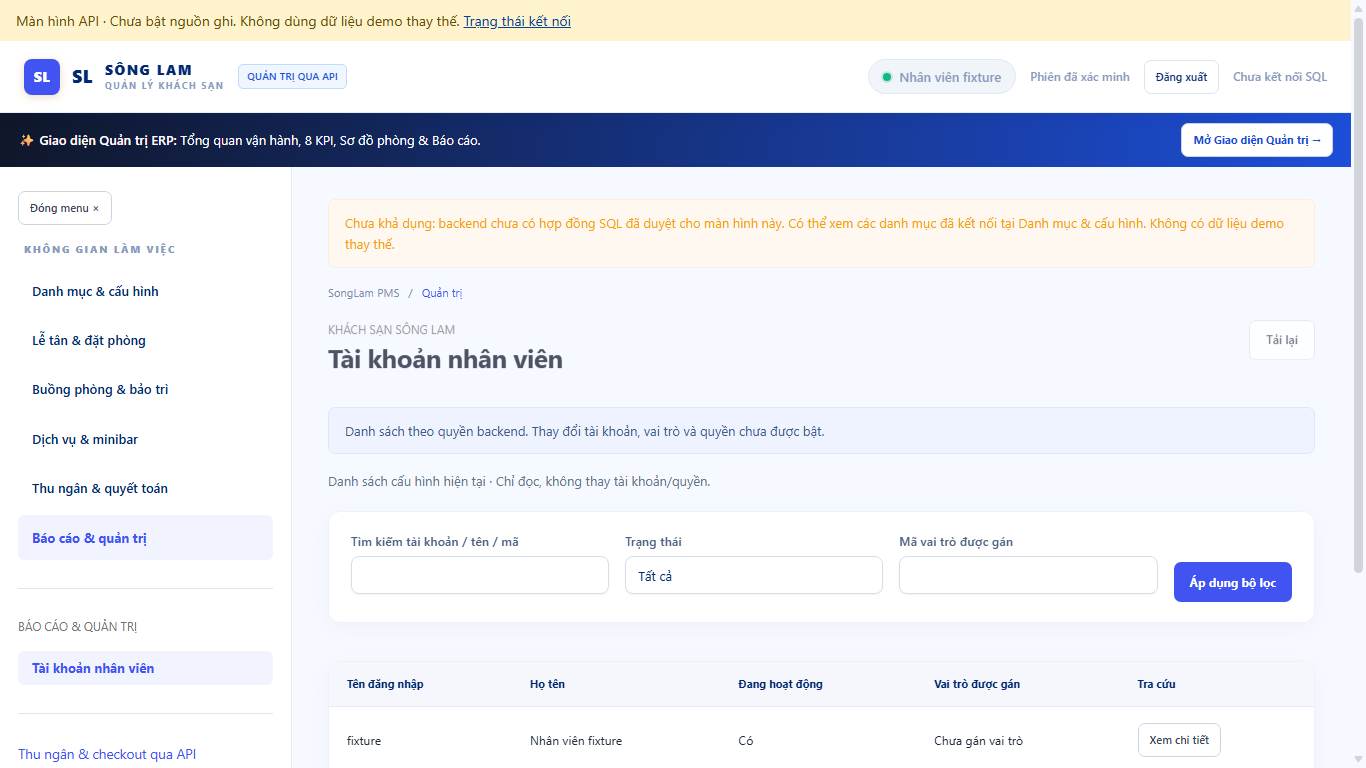 Màn hình API · Chưa bật nguồn ghi. Không dùng dữ liệu demo thay thế. Trạng thái kết nối
SL
SL
SÔNG LAM
QUẢN LÝ KHÁCH SẠN
QUẢN TRỊ QUA API
Nhân viên fixture
Phiên đã xác minh
Đăng xuất
Chưa kết nối SQL
✨ Giao diện Quản trị ERP: Tổng quan vận hành, 8 KPI, Sơ đồ phòng & Báo cáo.
Mở Giao diện Quản trị →
Đóng menu ×
KHÔNG GIAN LÀM VIỆC
Danh mục & cấu hình
Lễ tân & đặt phòng
Buồng phòng & bảo trì
Dịch vụ & minibar
Thu ngân & quyết toán
Báo cáo & quản trị
BÁO CÁO & QUẢN TRỊ
Tài khoản nhân viên
Thu ngân & checkout qua API
Chưa khả dụng: backend chưa có hợp đồng SQL đã duyệt cho màn hình này. Có thể xem các danh mục đã kết nối tại Danh mục & cấu hình. Không có dữ liệu demo
thay thế.
SongLam PMS / Quản trị
KHÁCH SẠN SÔNG LAM
Tài khoản nhân viên
Tải lại
Danh sách theo quyền backend. Thay đổi tài khoản, vai trò và quyền chưa được bật.
Danh sách cấu hình hiện tại · Chỉ đọc, không thay tài khoản/quyền.
Tìm kiếm tài khoản / tên / mã
Trạng thái
Mã vai trò được gán
Tất cả
Áp dụng bộ lọc
Tên đăng nhập
Họ tên
Đang hoạt động
Vai trò được gán
Tra cứu
fixture
Nhân viên fixture
Có
Chưa gán vai trò
Xem chi tiết